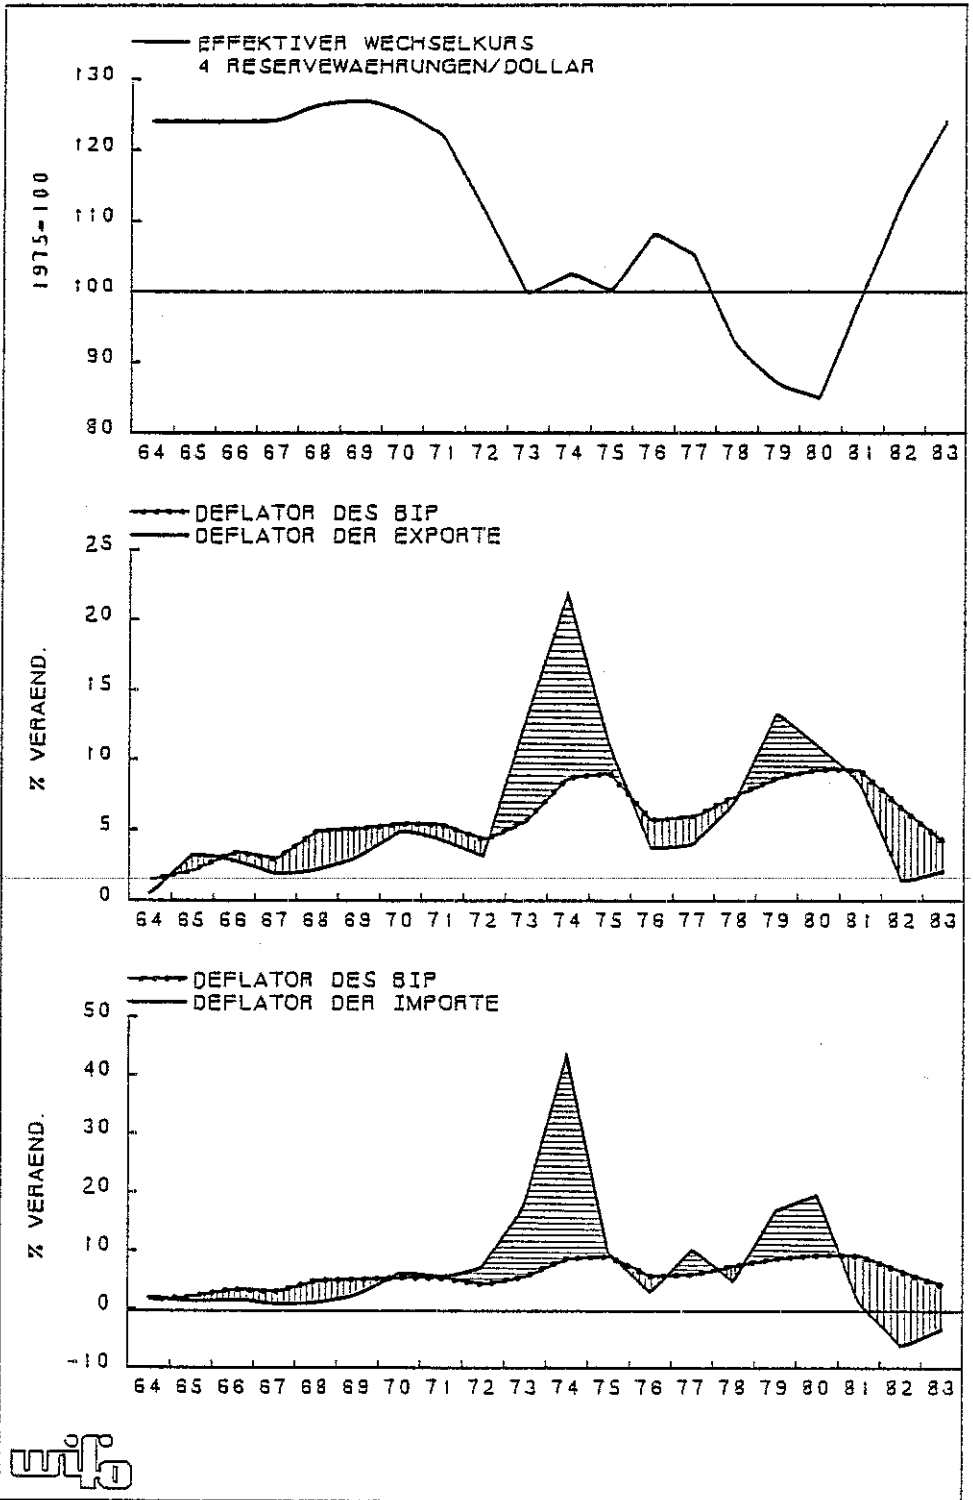 EFFEKTIVER WECHSELKURS
4 RESERVEWAEHRUNGEN/DOLLAR
1975=100
130
120
110
100
90
80
64 65 66 67 68 69 70 71 72 73 74 75 76 77 78 79 80 81 82 83
DEFLATOR DES BIP
DEFLATOR DER EXPORTE
% VERAEND.
25
20
15
10
5
0
64 65 66 67 68 69 70 71 72 73 74 75 76 77 78 79 80 81 82 83
DEFLATOR DES BIP
DEFLATOR DER IMPORTE
% VERAEND.
50
40
30
20
10
0
-10
64 65 66 67 68 69 70 71 72 73 74 75 76 77 78 79 80 81 82 83
wifo